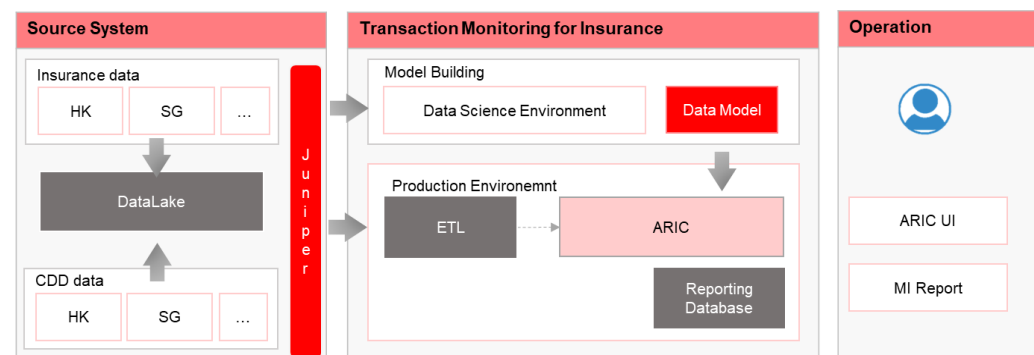 Source System
Insurance data
HK
SG
...
DataLake
CDD data
HK
SG
...
Juniper
Transaction Monitoring for Insurance
Model Building
Data Science Environment
Data Model
Production Environemnt
ETL
ARIC
Reporting
Database
Operation
ARIC UI
MI Report